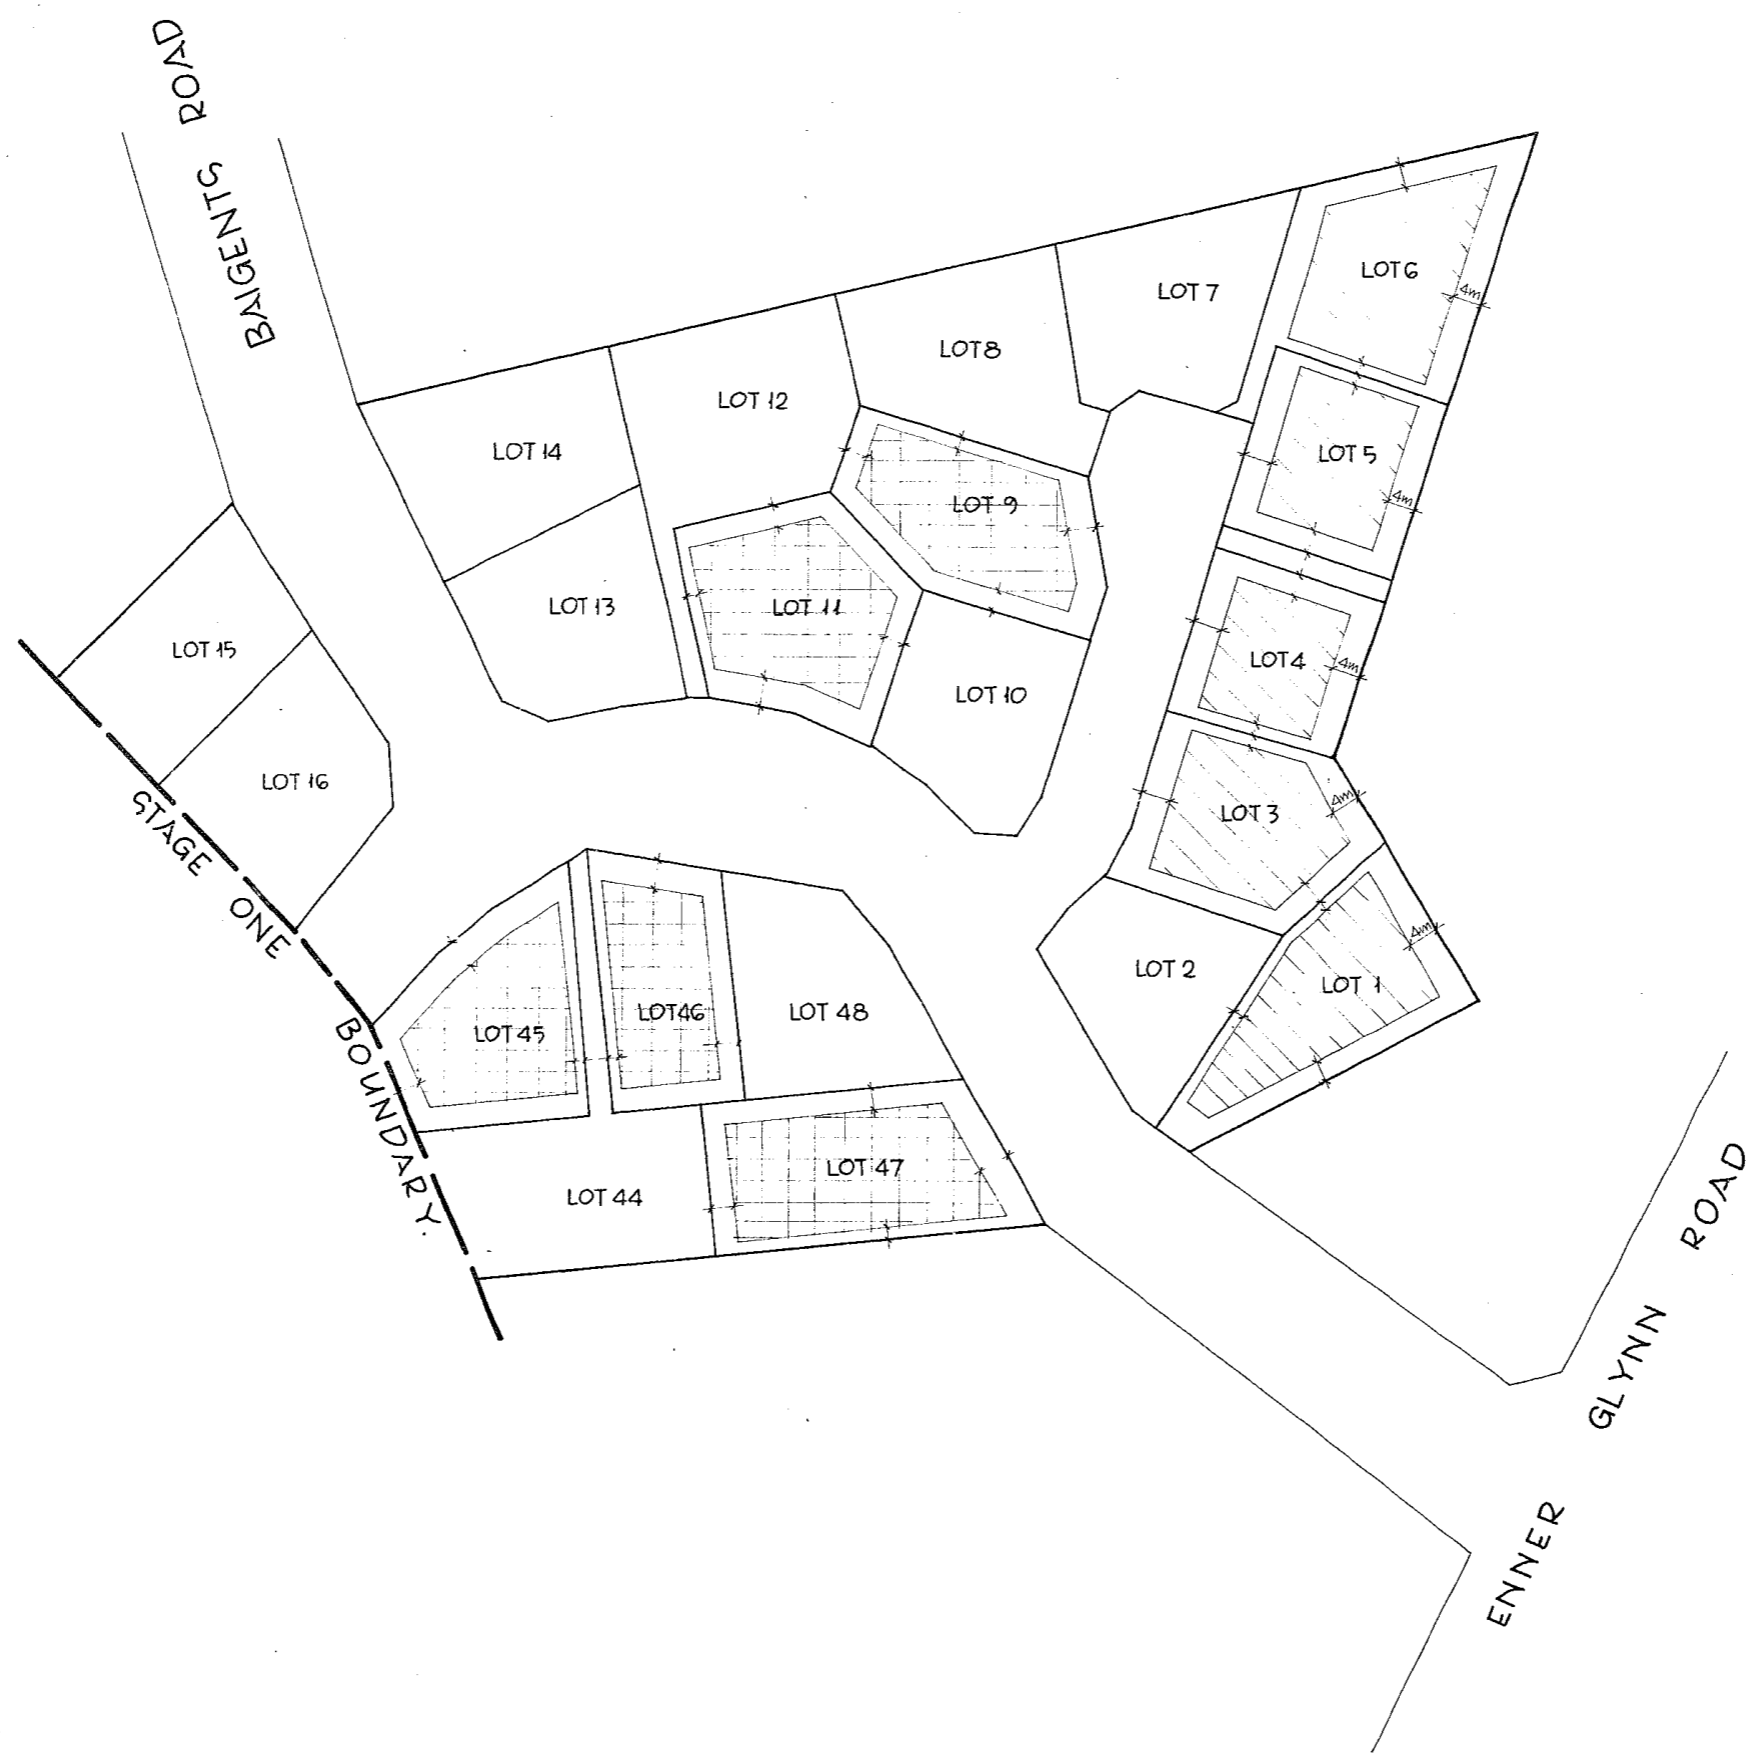 BAIGENTS ROAD
LOT 6
4m
LOT 7
LOT 8
LOT 12
LOT 14
LOT 5
4m
LOT 9
LOT 11
LOT 13
LOT 15
LOT 4
4m
LOT 10
LOT 16
LOT 3
4m
STAGE ONE BOUNDARY.
LOT 2
LOT 1
4m
LOT 45
LOT 46
LOT 48
LOT 47
LOT 44
ENNER GLYNN ROAD